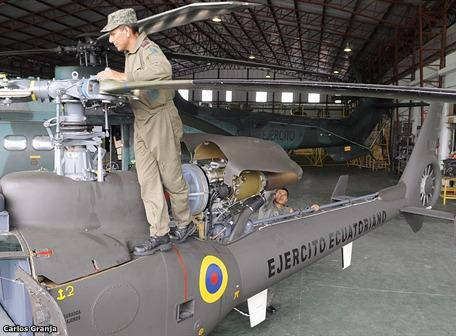 EJERCITO
EJERCITO ECUATORIANO
2
Carlos Granja